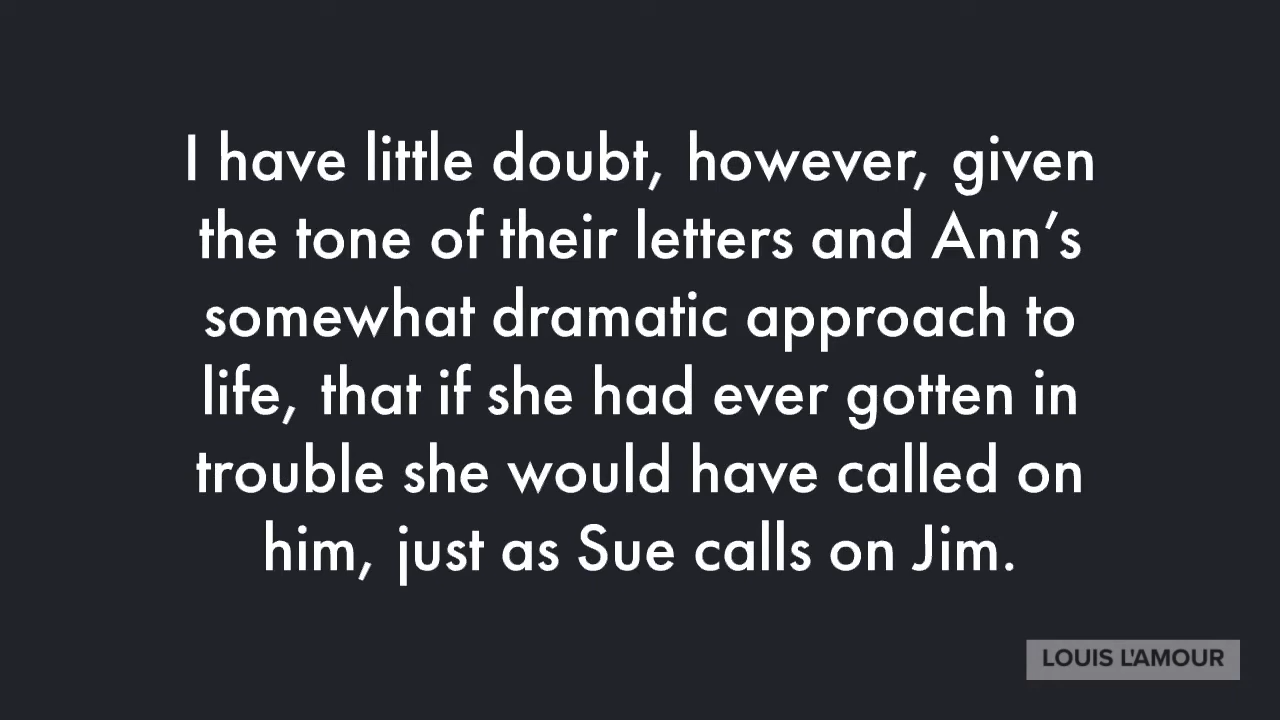 I have little doubt, however, given
the tone of their letters and Ann’s
somewhat dramatic approach to
life, that if she had ever gotten in
trouble she would have called on
him, just as Sue calls on Jim.
LOUIS L'AMOUR